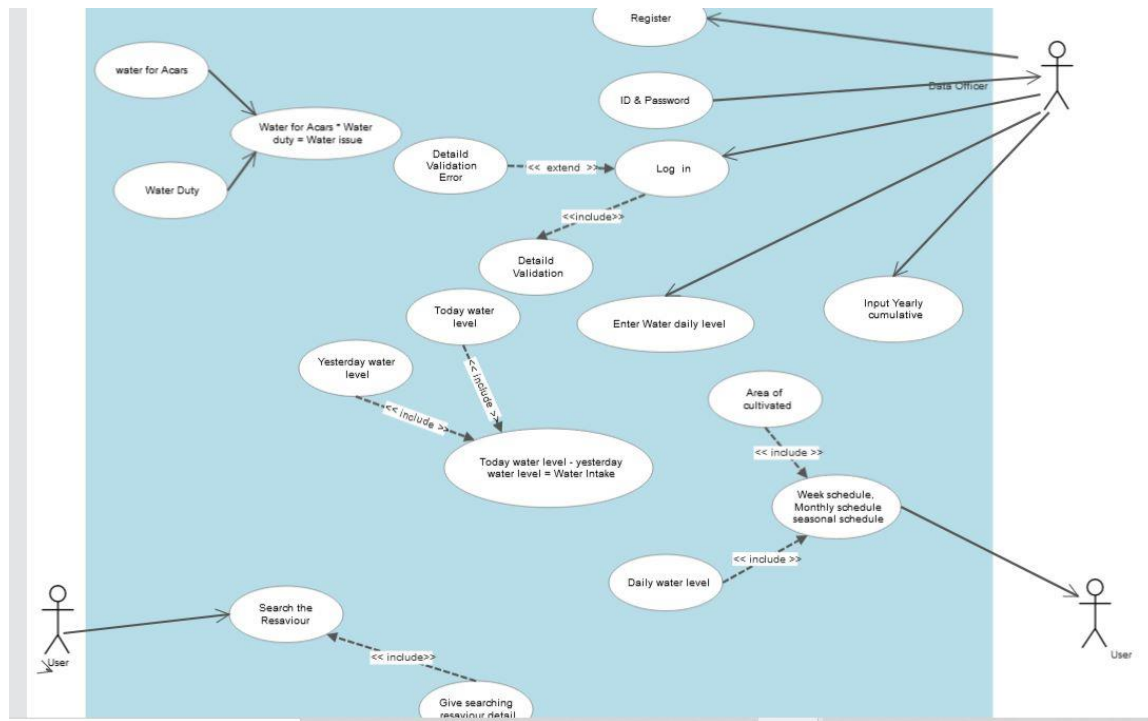 Register
water for Acars
Data Officer
ID & Password
Water for Acars * Water
duty = Water issue
Detaild
Validation
Error
<< extend >>
Log in
Water Duty
<<include>>
Detaild
Validation
Today water
level
Enter Water daily level
Input Yearly
cumulative
Yesterday water
level
<< include >>
<< include >>
Area of
cultivated
<< include >>
Today water level - yesterday
water level = Water Intake
Week schedule,
Monthly schedule
seasonal schedule
<< include >>
Daily water level
Search the
Resaviour
User
User
<< include>>
Give searching
resaviour detail